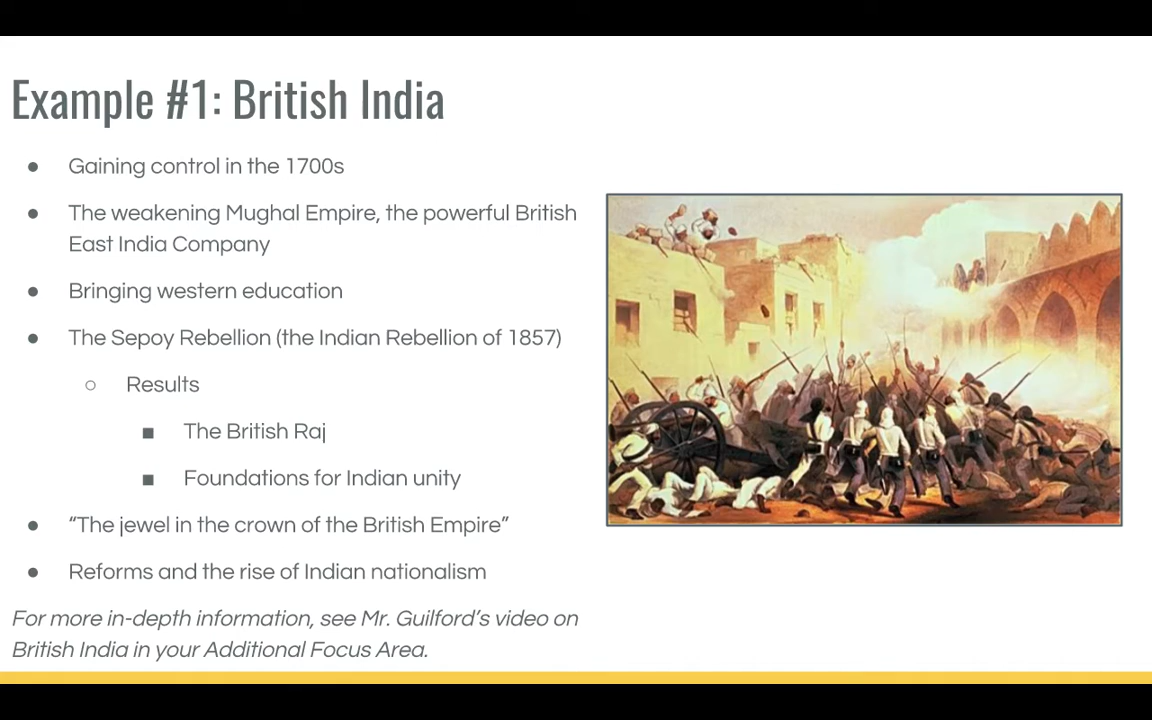 Example #1: British India
● Gaining control in the 1700s
● The weakening Mughal Empire, the powerful British
East India Company
● Bringing western education
● The Sepoy Rebellion (the Indian Rebellion of 1857)
○ Results
■ The British Raj
■ Foundations for Indian unity
● “The jewel in the crown of the British Empire”
● Reforms and the rise of Indian nationalism
For more in-depth information, see Mr. Guilford’s video on
British India in your Additional Focus Area.